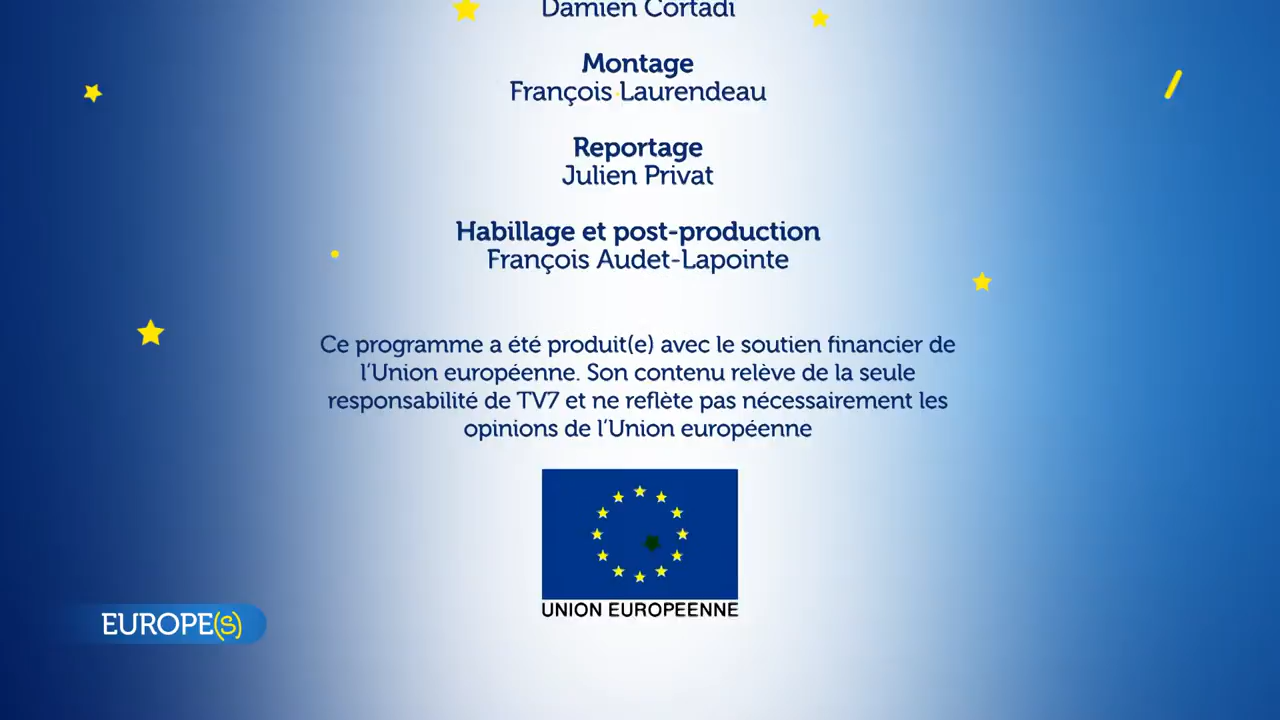 Damien Cortadi
Montage
François Laurendeau
Reportage
Julien Privat
Habillage et post-production
François Audet-Lapointe
Ce programme a été produit(e) avec le soutien financier de
l'Union européenne. Son contenu relève de la seule
responsabilité de TV7 et ne reflète pas nécessairement les
opinions de l'Union européenne
UNION EUROPEENNE
EUROPE(S)